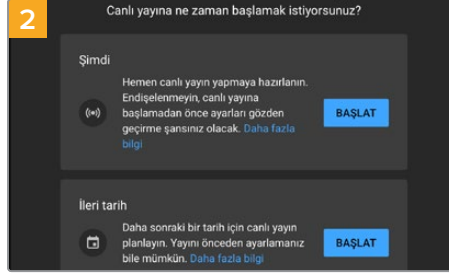 2
Canlı yayına ne zaman başlamak istiyorsunuz?
Şimdi
Hemen canlı yayın yapmaya hazırlanın.
Endişelenmeyin, canlı yayına
başlamadan önce ayarları gözden
geçirme şansınız olacak. Daha fazla
bilgi
BAŞLAT
İleri tarih
Daha sonraki bir tarih için canlı yayın
planlayın. Yayını önceden ayarlamanız
bile mümkün. Daha fazla bilgi
BAŞLAT